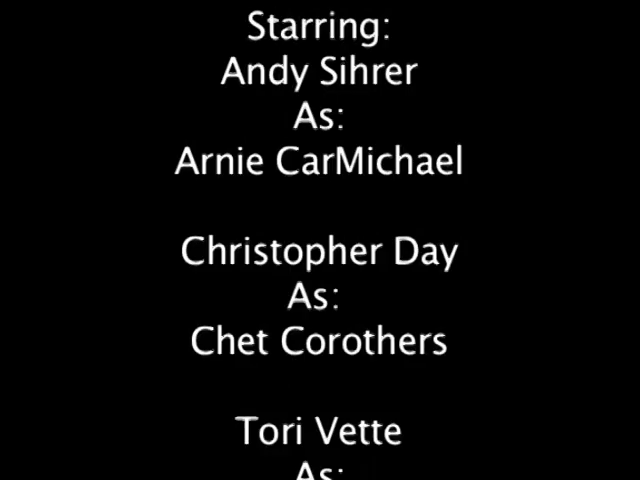 Starring:
Andy Sihrer
As:
Arnie CarMichael
Christopher Day
As:
Chet Corothers
Tori Vette
As: